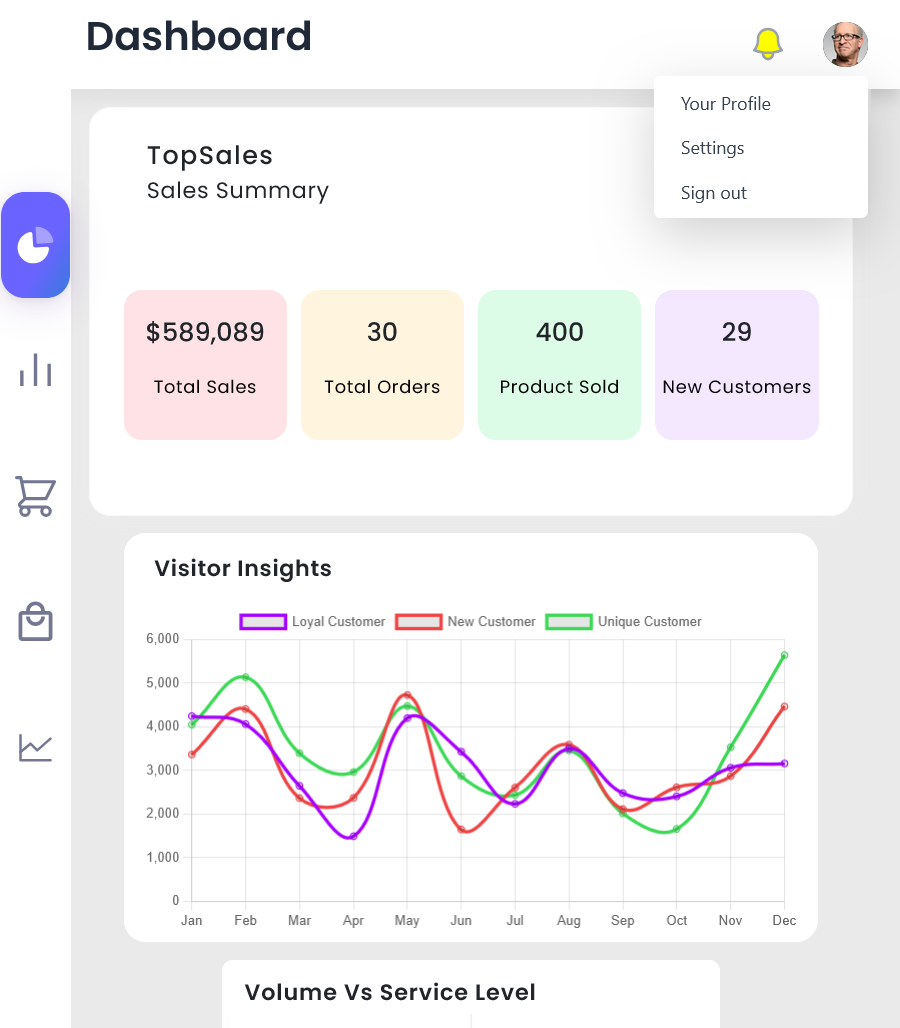 Dashboard
Your Profile
Settings
Sign out
TopSales
Sales Summary
$589,089
Total Sales
30
Total Orders
400
Product Sold
29
New Customers
Visitor Insights
Loyal Customer New Customer Unique Customer
6,000
5,000
4,000
3,000
2,000
1,000
0
Jan Feb Mar Apr May Jun Jul Aug Sep Oct Nov Dec
Volume Vs Service Level